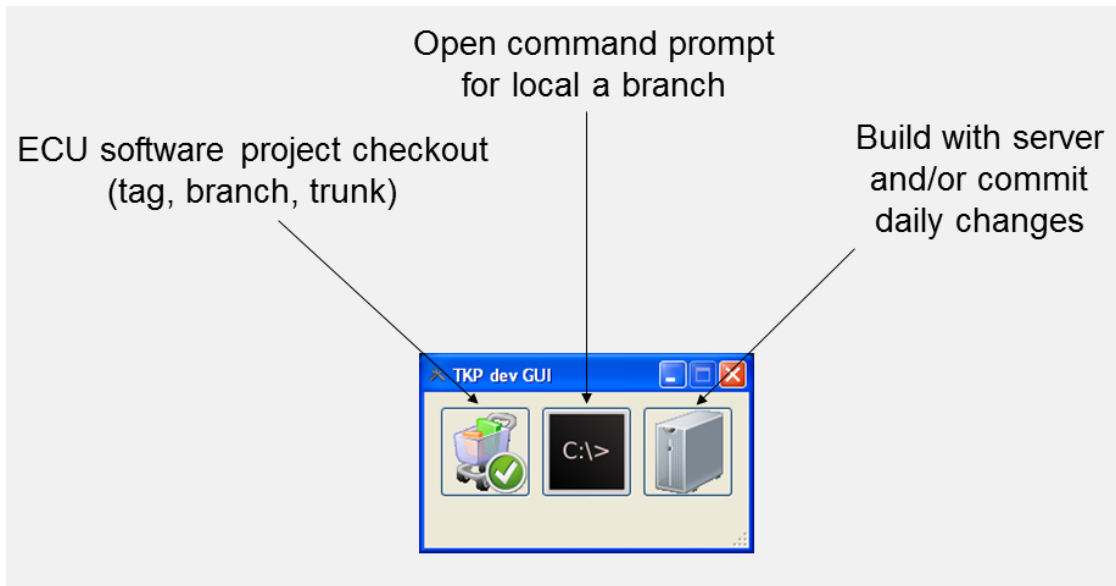 Open command prompt
for local a branch
ECU software project checkout
(tag, branch, trunk)
Build with server
and/or commit
daily changes
TKP dev GUI
C:\>